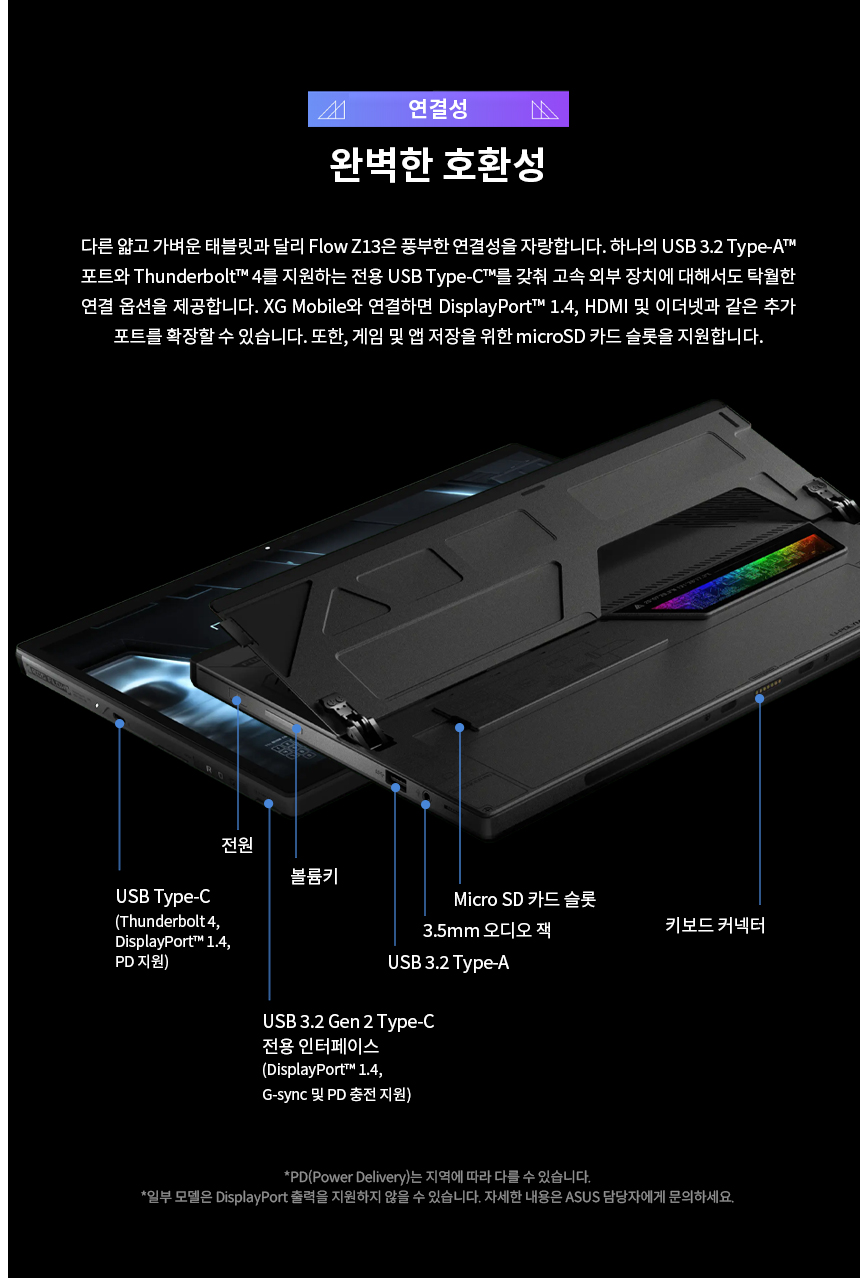 연결성
완벽한 호환성
다른 얇고 가벼운 태블릿과 달리 Flow Z13은 풍부한 연결성을 자랑합니다. 하나의 USB 3.2 Type-A™
포트와 Thunderbolt™ 4를 지원하는 전용 USB Type-C™를 갖춰 고속 외부 장치에 대해서도 탁월한
연결 옵션을 제공합니다. XG Mobile와 연결하면 DisplayPort™ 1.4, HDMI 및 이더넷과 같은 추가
포트를 확장할 수 있습니다. 또한, 게임 및 앱 저장을 위한 microSD 카드 슬롯을 지원합니다.
전원
볼륨키
USB Type-C
(Thunderbolt 4,
DisplayPort™ 1.4,
PD 지원)
Micro SD 카드 슬롯
3.5mm 오디오 잭
USB 3.2 Type-A
키보드 커넥터
USB 3.2 Gen 2 Type-C
전용 인터페이스
(DisplayPort™ 1.4,
G-sync 및 PD 충전 지원)
*PD(Power Delivery)는 지역에 따라 다를 수 있습니다.
*일부 모델은 DisplayPort 출력을 지원하지 않을 수 있습니다. 자세한 내용은 ASUS 담당자에게 문의하세요.